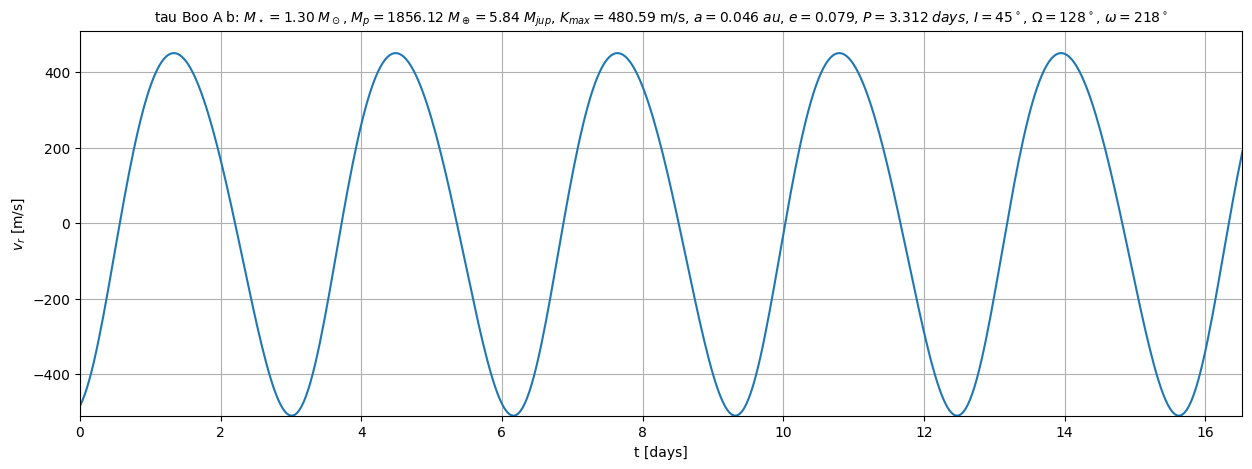 tau Boo A b: M⋆ = 1.30 M⊙, Mp = 1856.12 M⊕ = 5.84 Mjup, Kmax = 480.59 m/s, a = 0.046 au, e = 0.079, P = 3.312 days, I = 45°, Ω = 128°, ω = 218°
400
200
0
−200
−400
vr [m/s]
0 2 4 6 8 10 12 14 16
t [days]